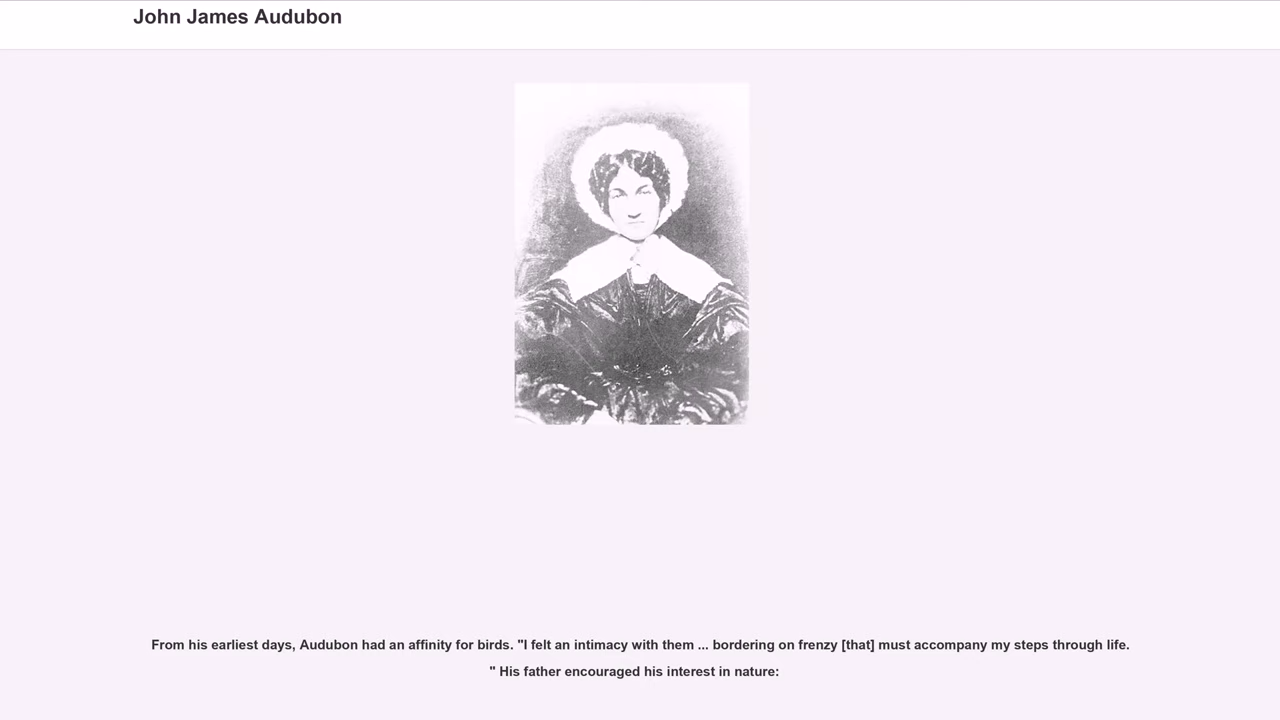 John James Audubon
From his earliest days, Audubon had an affinity for birds. "I felt an intimacy with them ... bordering on frenzy [that] must accompany my steps through life.
" His father encouraged his interest in nature: